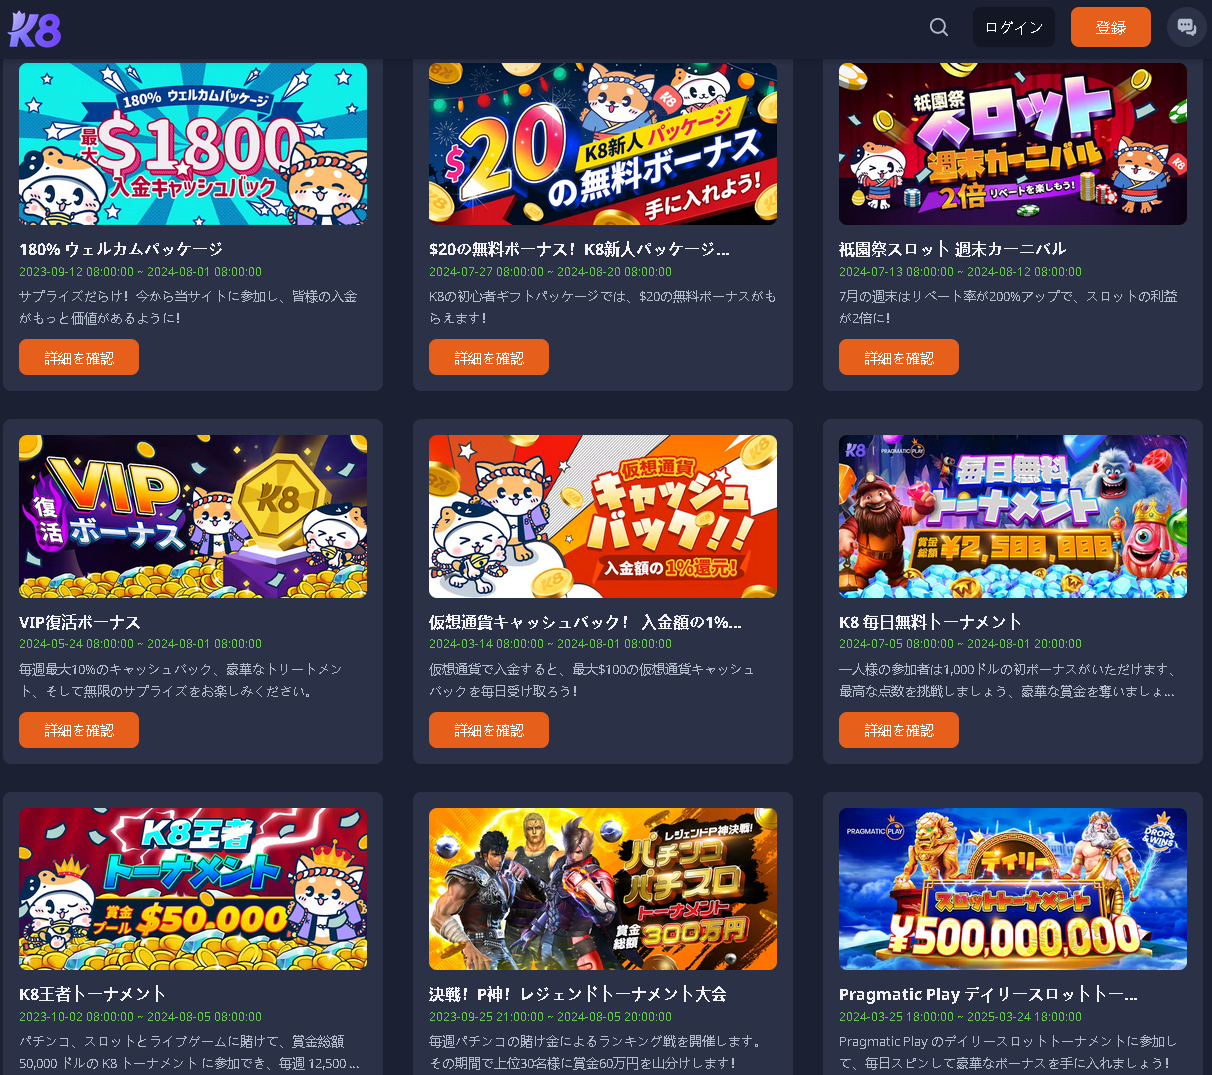 K8
ログイン
登録
180% ウェルカムパッケージ
最大
$1800
入金キャッシュバック
180% ウェルカムパッケージ
2023-09-12 08:00:00 ~ 2024-08-01 08:00:00
サプライズだらけ！今から当サイトに参加し、皆様の入金
がもっと価値があるように！
詳細を確認
K8
$20
K8新人 パッケージ
の無料ボーナス
手に入れよう!
$20の無料ボーナス！K8新人パッケージ...
2024-07-27 08:00:00 ~ 2024-08-20 08:00:00
K8の初心者ギフトパッケージでは、$20の無料ボーナスがも
らえます！
詳細を確認
祇園祭
スロット
週末カーニバル
2倍 リベートを楽しもう!
K8
祇園祭スロット 週末カーニバル
2024-07-13 08:00:00 ~ 2024-08-12 08:00:00
7月の週末はリベート率が200%アップで、スロットの利益
が2倍に！
詳細を確認
VIP
復活
ボーナス
K8
VIP復活ボーナス
2024-05-24 08:00:00 ~ 2024-08-01 08:00:00
毎週最大10%のキャッシュバック、豪華なトリートメン
ト、そして無限のサプライズをお楽しみください。
詳細を確認
仮想通貨
キャッシュ
バック!!
入金額の1%還元!
K8
K8
仮想通貨キャッシュバック！ 入金額の1%...
2024-03-14 08:00:00 ~ 2024-08-01 08:00:00
仮想通貨で入金すると、最大$100の仮想通貨キャッシュ
バックを毎日受け取ろう！
詳細を確認
K8
PRAGMATIC PLAY
毎日無料
トーナメント
賞金総額 ¥2,500,000
K8 毎日無料トーナメント
2024-07-05 08:00:00 ~ 2024-08-01 20:00:00
一人様の参加者は1,000ドルの初ボーナスがいただけます、
最高な点数を挑戦しましょう、豪華な賞金を奪いましょ...
詳細を確認
K8王者
トーナメント
賞金プール $50,000
K8王者トーナメント
2023-10-02 08:00:00 ~ 2024-08-05 08:00:00
パチンコ、スロットとライブゲームに賭けて、賞金総額
50,000 ドルの K8 トーナメント に参加でき、毎週 12,500 ...
レジェンドP神決戦!
パチンコ
パチスロ
トーナメント
賞金総額 300万円
決戦！P神！レジェンドトーナメント大会
2023-09-25 21:00:00 ~ 2024-08-05 20:00:00
毎週パチンコの賭け金によるランキング戦を開催します。
その期間で上位30名様に賞金60万円を山分けします！
PRAGMATIC PLAY
DROPS & WINS
デイリー
スロットトーナメント
¥500,000,000
Pragmatic Play デイリースロットトー...
2024-03-25 18:00:00 ~ 2025-03-24 18:00:00
Pragmatic Play のデイリースロットトーナメントに参加し
て、毎日スピンして豪華なボーナスを手に入れましょう！